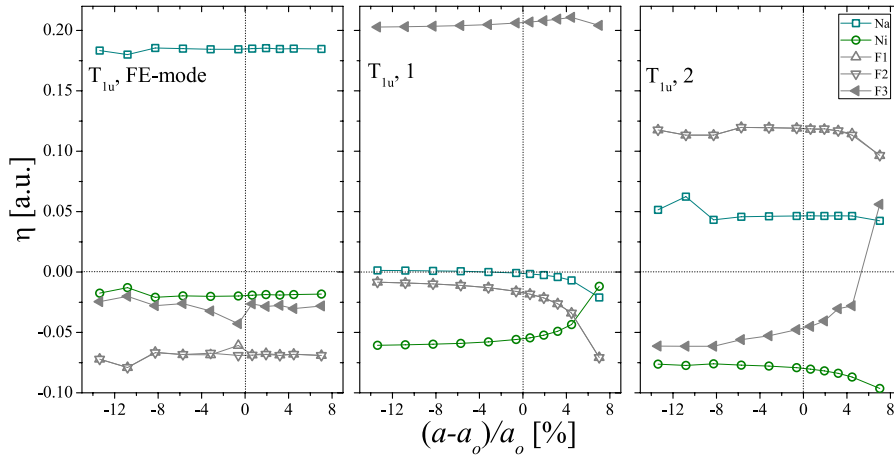 0.20
0.15
0.10
0.05
0.00
-0.05
-0.10
η [a.u.]
T1u, FE-mode
T1u, 1
T1u, 2
Na
Ni
F1
F2
F3
-12 -8 -4 0 4 8
-12 -8 -4 0 4 8
-12 -8 -4 0 4 8
(a-ao)/ao [%]